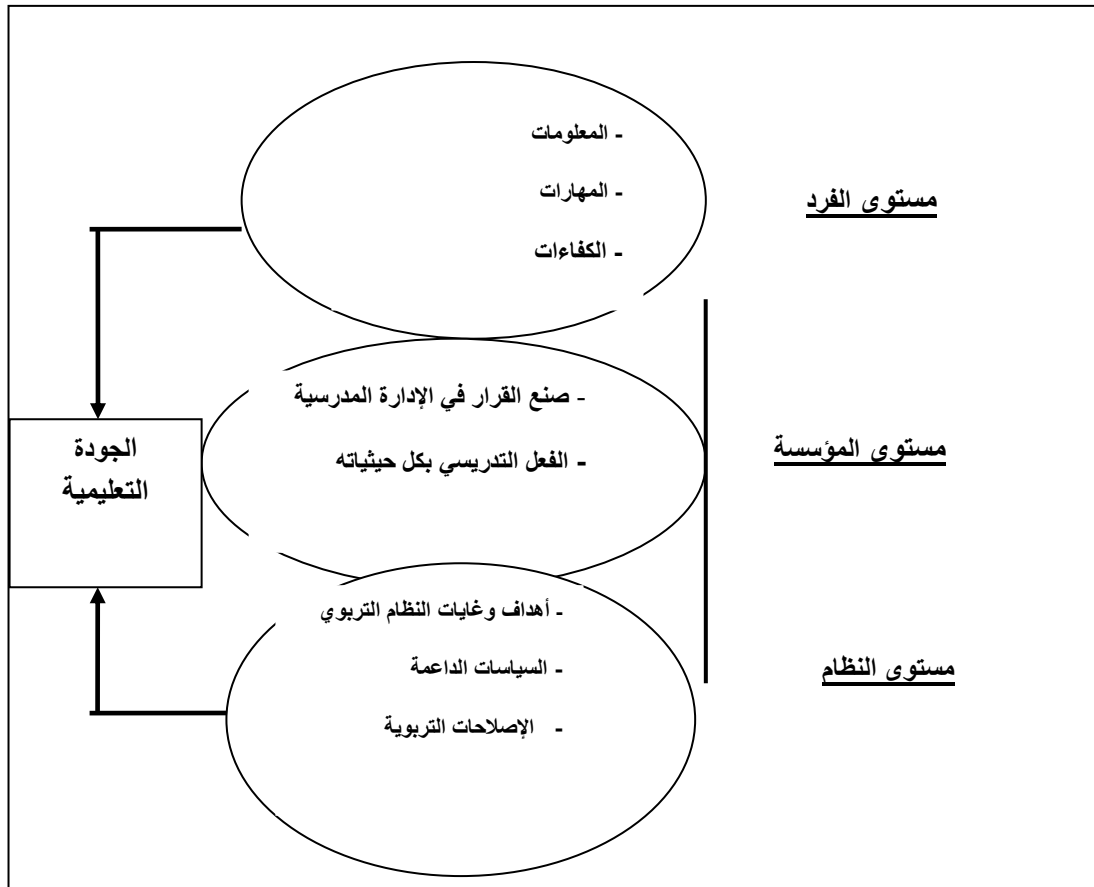 - المعلومات
- المهارات
- الكفاءات
مستوى الفرد
- صنع القرار في الإدارة المدرسية
- الفعل التدريسي بكل حيثياته
مستوى المؤسسة
الجودة
التعليمية
- أهداف وغايات النظام التربوي
- السياسات الداعمة
- الإصلاحات التربوية
مستوى النظام